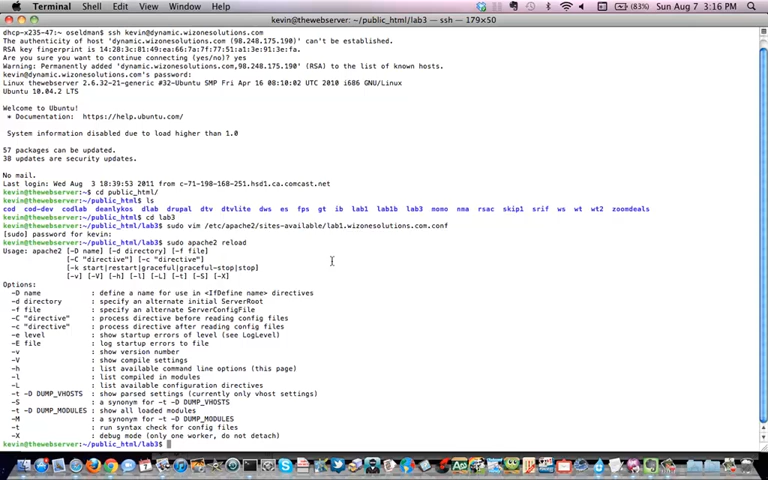 Terminal Shell Edit View Window Help (83%) Sun Aug 7 3:16 PM
kevin@thewebserver: ~/public_html/lab3 — ssh — 179×50
dhcp-x235-47:~ oseldman$ ssh kevin@dynamic.wizonesolutions.com
The authenticity of host 'dynamic.wizonesolutions.com (98.248.175.190)' can't be established.
RSA key fingerprint is 14:28:3c:81:49:ea:66:7a:7f:77:51:a1:3e:91:3e:fa.
Are you sure you want to continue connecting (yes/no)? yes
Warning: Permanently added 'dynamic.wizonesolutions.com,98.248.175.190' (RSA) to the list of known hosts.
kevin@dynamic.wizonesolutions.com's password:
Linux thewebserver 2.6.32-21-generic #32-Ubuntu SMP Fri Apr 16 08:10:02 UTC 2010 i686 GNU/Linux
Ubuntu 10.04.2 LTS
Welcome to Ubuntu!
* Documentation: https://help.ubuntu.com/
System information disabled due to load higher than 1.0
57 packages can be updated.
38 updates are security updates.
No mail.
Last login: Wed Aug 3 18:39:53 2011 from c-71-198-168-251.hsd1.ca.comcast.net
kevin@thewebserver:~$ cd public_html/
kevin@thewebserver:~/public_html$ ls
cod cod-dev codlab deanlykos dlab drupal dtv dtvlite dws es fps gt ib lab1 lab1b lab3 momo nma rsac skip1 srif ws wt wt2 zoomdeals
kevin@thewebserver:~/public_html$ cd lab3
kevin@thewebserver:~/public_html/lab3$ sudo vim /etc/apache2/sites-available/lab1.wizonesolutions.com.conf
[sudo] password for kevin:
kevin@thewebserver:~/public_html/lab3$ sudo apache2 reload
Usage: apache2 [-D name] [-d directory] [-f file]
[-C "directive"] [-c "directive"]
[-k start|restart|graceful|graceful-stop|stop]
[-v] [-V] [-h] [-l] [-L] [-t] [-S] [-X]
Options:
-D name : define a name for use in <IfDefine name> directives
-d directory : specify an alternate initial ServerRoot
-f file : specify an alternate ServerConfigFile
-C "directive" : process directive before reading config files
-c "directive" : process directive after reading config files
-e level : show startup errors of level (see LogLevel)
-E file : log startup errors to file
-v : show version number
-V : show compile settings
-h : list available command line options (this page)
-l : list compiled in modules
-L : list available configuration directives
-t -D DUMP_VHOSTS : show parsed settings (currently only vhost settings)
-S : a synonym for -t -D DUMP_VHOSTS
-t -D DUMP_MODULES : show all loaded modules
-M : a synonym for -t -D DUMP_MODULES
-t : run syntax check for config files
-X : debug mode (only one worker, do not detach)
kevin@thewebserver:~/public_html/lab3$